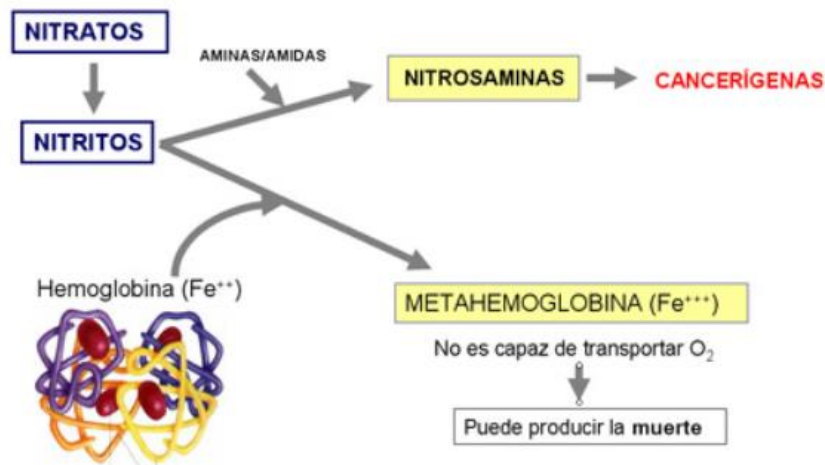 NITRATOS
AMINAS/AMIDAS
NITROSAMINAS
CANCERÍGENAS
NITRITOS
Hemoglobina (Fe⁺⁺)
METAHEMOGLOBINA (Fe⁺⁺⁺)
No es capaz de transportar O₂
Puede producir la muerte